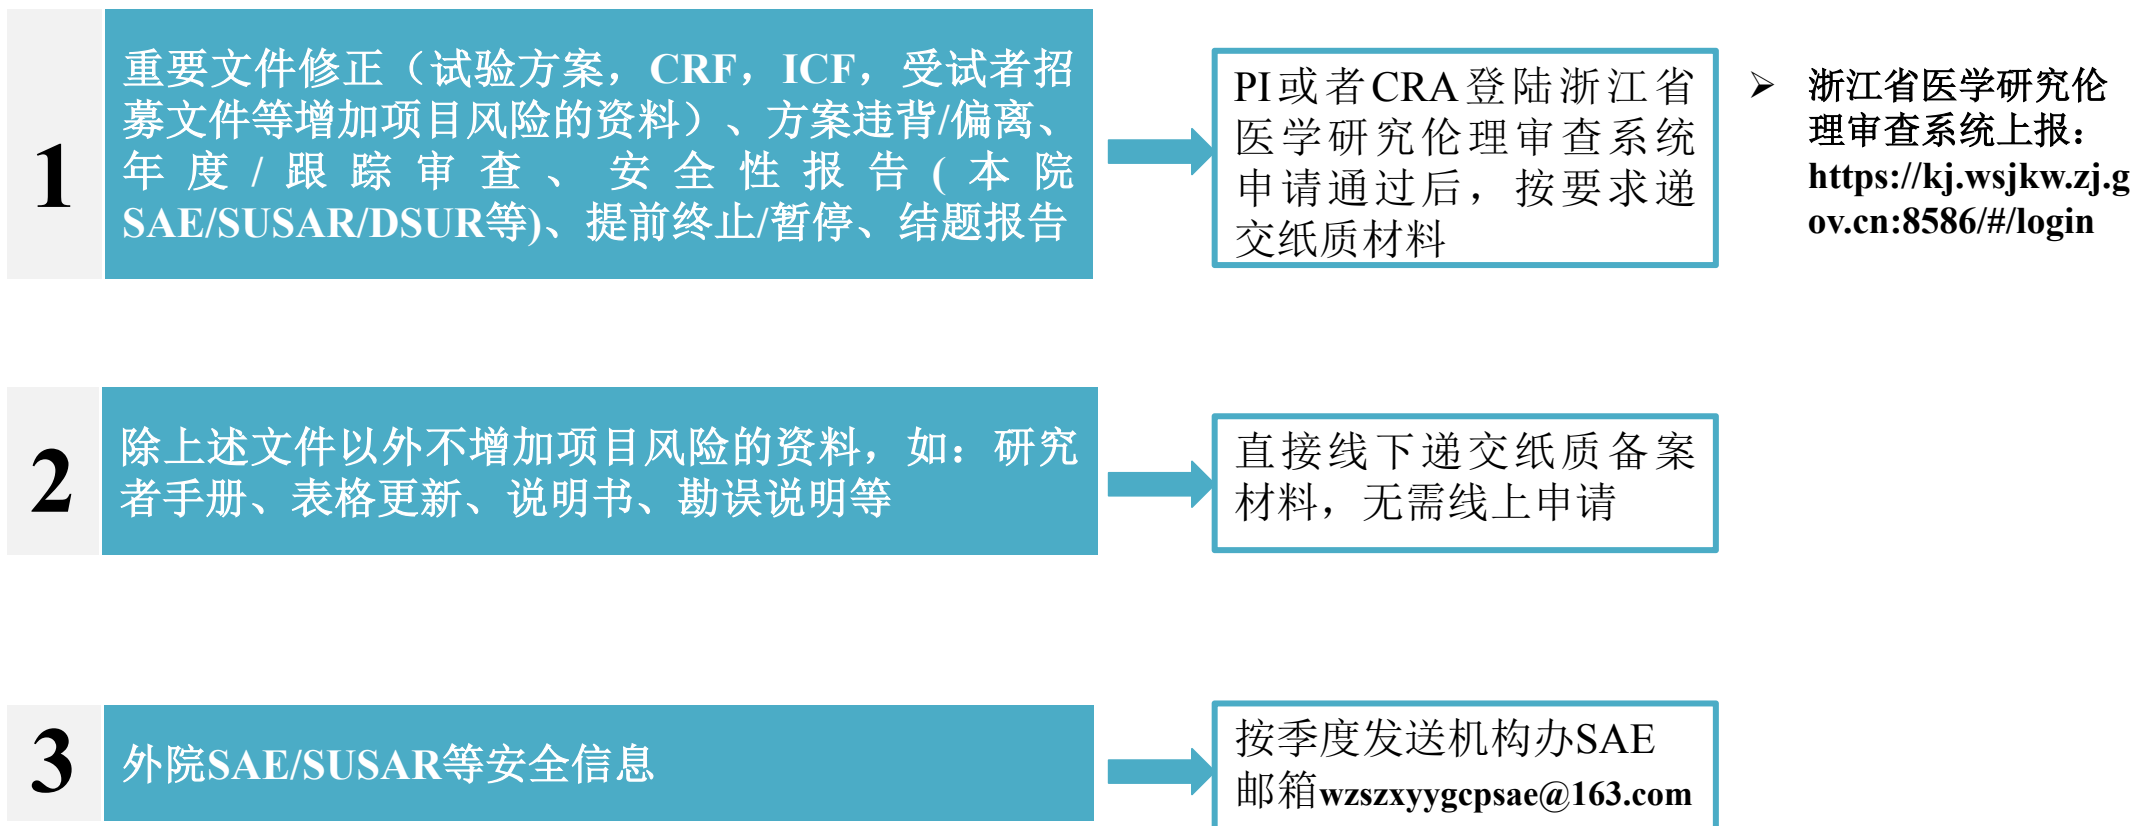 1
重要文件修正（试验方案，CRF，ICF，受试者招
募文件等增加项目风险的资料）、方案违背/偏离、
年度/跟踪审查、安全性报告(本院
SAE/SUSAR/DSUR等)、提前终止/暂停、结题报告
PI或者CRA登陆浙江省
医学研究伦理审查系统
申请通过后，按要求递
交纸质材料
➢ 浙江省医学研究伦
理审查系统上报：
https://kj.wsjkw.zj.g
ov.cn:8586/#/login
2
除上述文件以外不增加项目风险的资料，如：研究
者手册、表格更新、说明书、勘误说明等
直接线下递交纸质备案
材料，无需线上申请
3
外院SAE/SUSAR等安全信息
按季度发送机构办SAE
邮箱wzszxyygcpsae@163.com